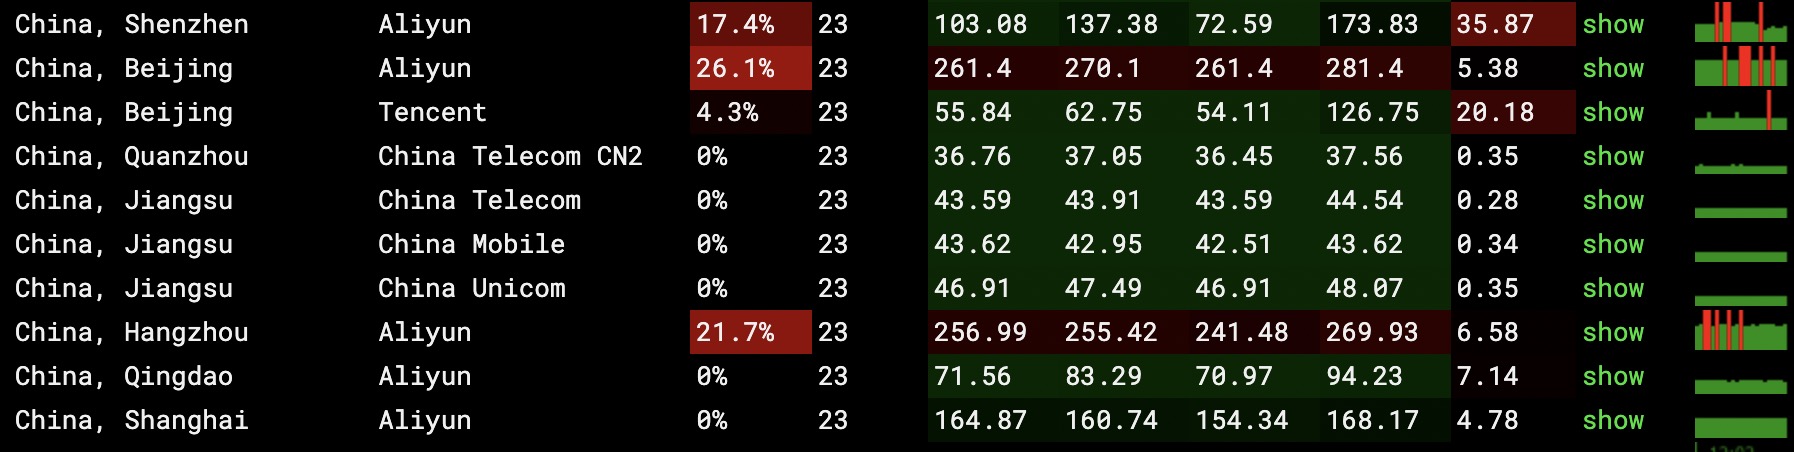 China, Shenzhen Aliyun 17.4% 23 103.08 137.38 72.59 173.83 35.87 show
China, Beijing Aliyun 26.1% 23 261.4 270.1 261.4 281.4 5.38 show
China, Beijing Tencent 4.3% 23 55.84 62.75 54.11 126.75 20.18 show
China, Quanzhou China Telecom CN2 0% 23 36.76 37.05 36.45 37.56 0.35 show
China, Jiangsu China Telecom 0% 23 43.59 43.91 43.59 44.54 0.28 show
China, Jiangsu China Mobile 0% 23 43.62 42.95 42.51 43.62 0.34 show
China, Jiangsu China Unicom 0% 23 46.91 47.49 46.91 48.07 0.35 show
China, Hangzhou Aliyun 21.7% 23 256.99 255.42 241.48 269.93 6.58 show
China, Qingdao Aliyun 0% 23 71.56 83.29 70.97 94.23 7.14 show
China, Shanghai Aliyun 0% 23 164.87 160.74 154.34 168.17 4.78 show